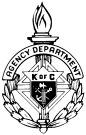 AGENCY DEPARTMENT
K OF C